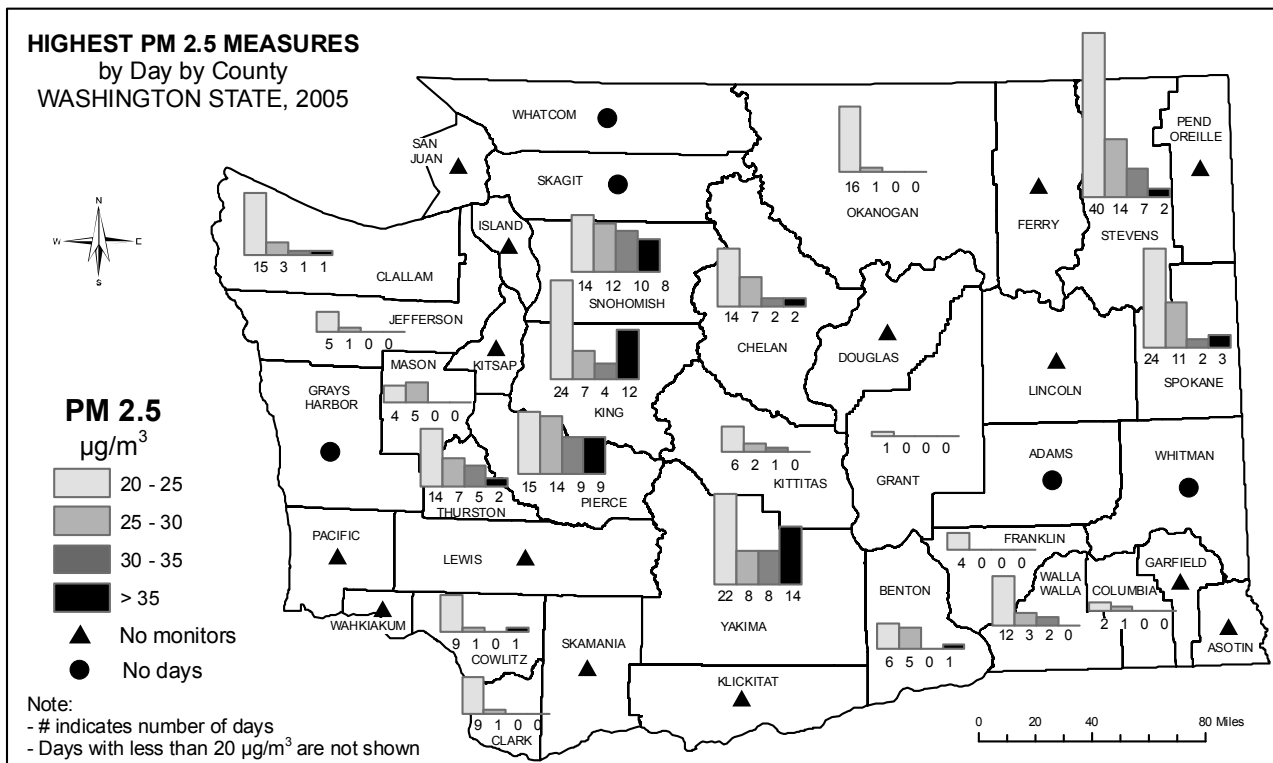 HIGHEST PM 2.5 MEASURES
by Day by County
WASHINGTON STATE, 2005
N
W E
S
WHATCOM
SAN
JUAN
SKAGIT
ISLAND
CLALLAM
15 3 1 1
SNOHOMISH
14 12 10 8
OKANOGAN
16 1 0 0
FERRY
STEVENS
40 14 7 2
PEND
OREILLE
JEFFERSON
5 1 0 0
KITSAP
KING
24 7 4 12
CHELAN
14 7 2 2
DOUGLAS
LINCOLN
SPOKANE
24 11 2 3
GRAYS
HARBOR
MASON
4 5 0 0
THURSTON
14 7 5 2
PIERCE
15 14 9 9
KITTITAS
6 2 1 0
GRANT
1 0 0 0
ADAMS
WHITMAN
PACIFIC
LEWIS
YAKIMA
22 8 8 14
BENTON
6 5 0 1
FRANKLIN
4 0 0 0
WALLA
WALLA
12 3 2 0
COLUMBIA
2 1 0 0
GARFIELD
ASOTIN
WAHKIAKUM
COWLITZ
9 1 0 1
SKAMANIA
KLICKITAT
CLARK
9 1 0 0
PM 2.5
µg/m³
20 - 25
25 - 30
30 - 35
> 35
No monitors
No days
Note:
- # indicates number of days
- Days with less than 20 µg/m³ are not shown
0 20 40 80 Miles